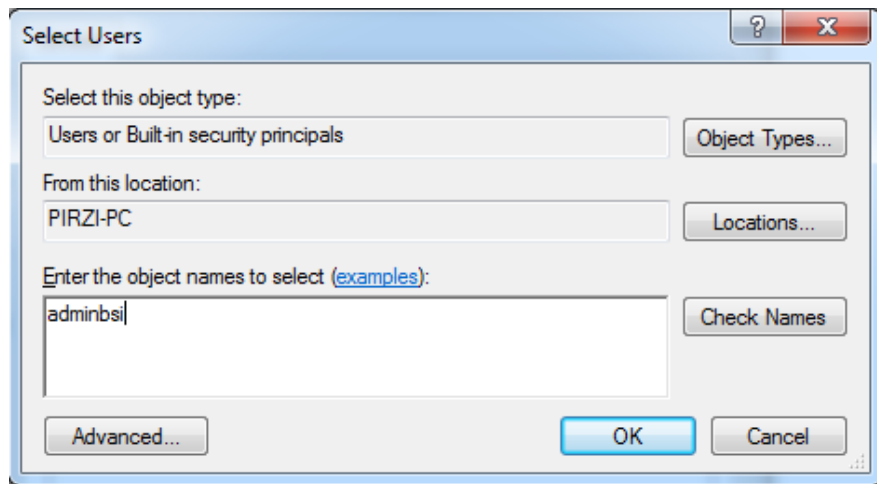 Select Users
Select this object type:
Users or Built-in security principals
Object Types...
From this location:
PIRZI-PC
Locations...
Enter the object names to select (examples):
adminbsi
Check Names
Advanced...
OK
Cancel